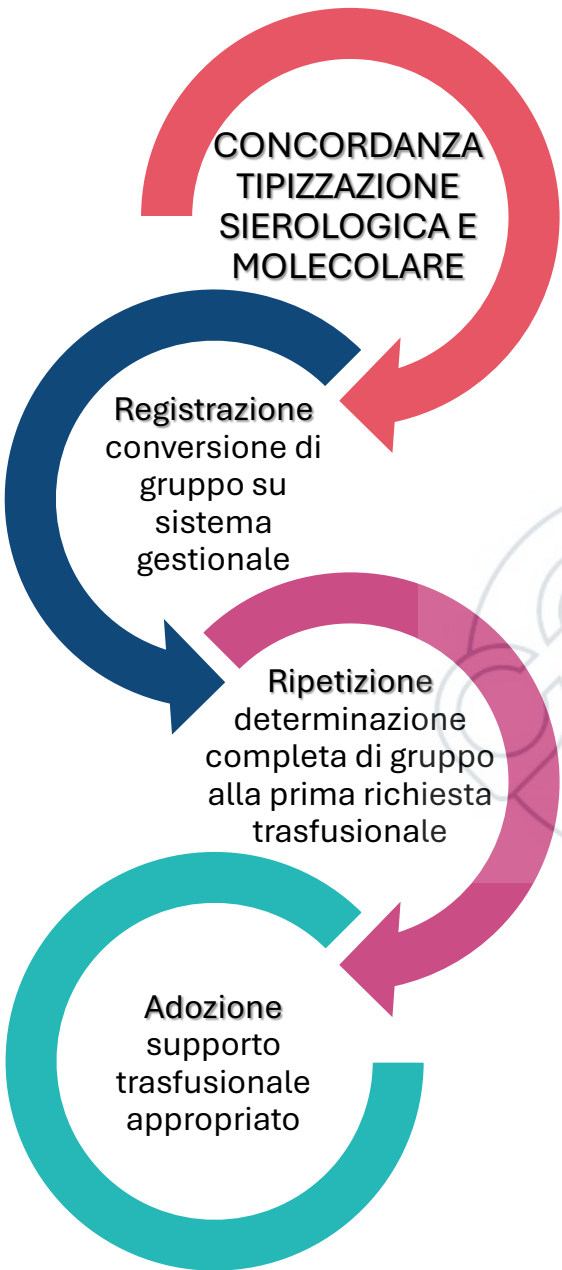 CONCORDANZA
TIPIZZAZIONE
SIEROLOGICA E
MOLECOLARE
Registrazione
conversione di
gruppo su
sistema
gestionale
Ripetizione
determinazione
completa di gruppo
alla prima richiesta
trasfusionale
Adozione
supporto
trasfusionale
appropriato